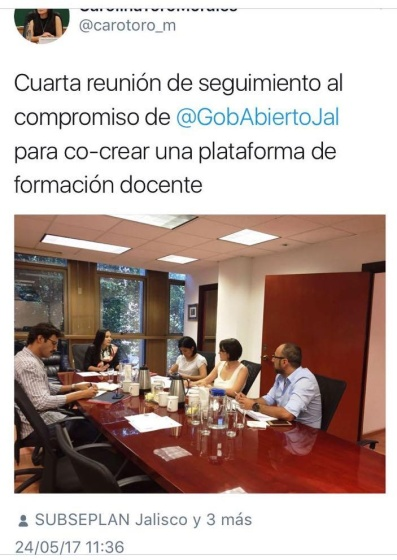 CarolinaToroMorales
@carotoro_m
Cuarta reunión de seguimiento al
compromiso de @GobAbiertoJal
para co-crear una plataforma de
formación docente
SUBSEPLAN Jalisco y 3 más
24/05/17 11:36